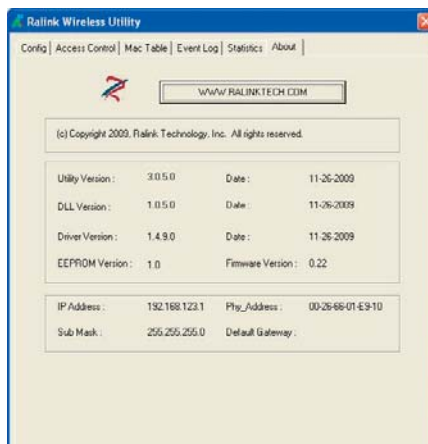 Ralink Wireless Utility
Config Access Control Mac Table Event Log Statistics About
WWW.RALINKTECH.COM
(c) Copyright 2009, Ralink Technology, Inc. All rights reserved.
Utility Version : 3.0.5.0 Date : 11-26-2009
DLL Version : 1.0.5.0 Date : 11-26-2009
Driver Version : 1.4.9.0 Date : 11-26-2009
EEPROM Version : 1.0 Firmware Version : 0.22
IP Address : 192.168.123.1 Phy_Address : 00-26-66-01-E9-10
Sub Mask : 255.255.255.0 Default Gateway :